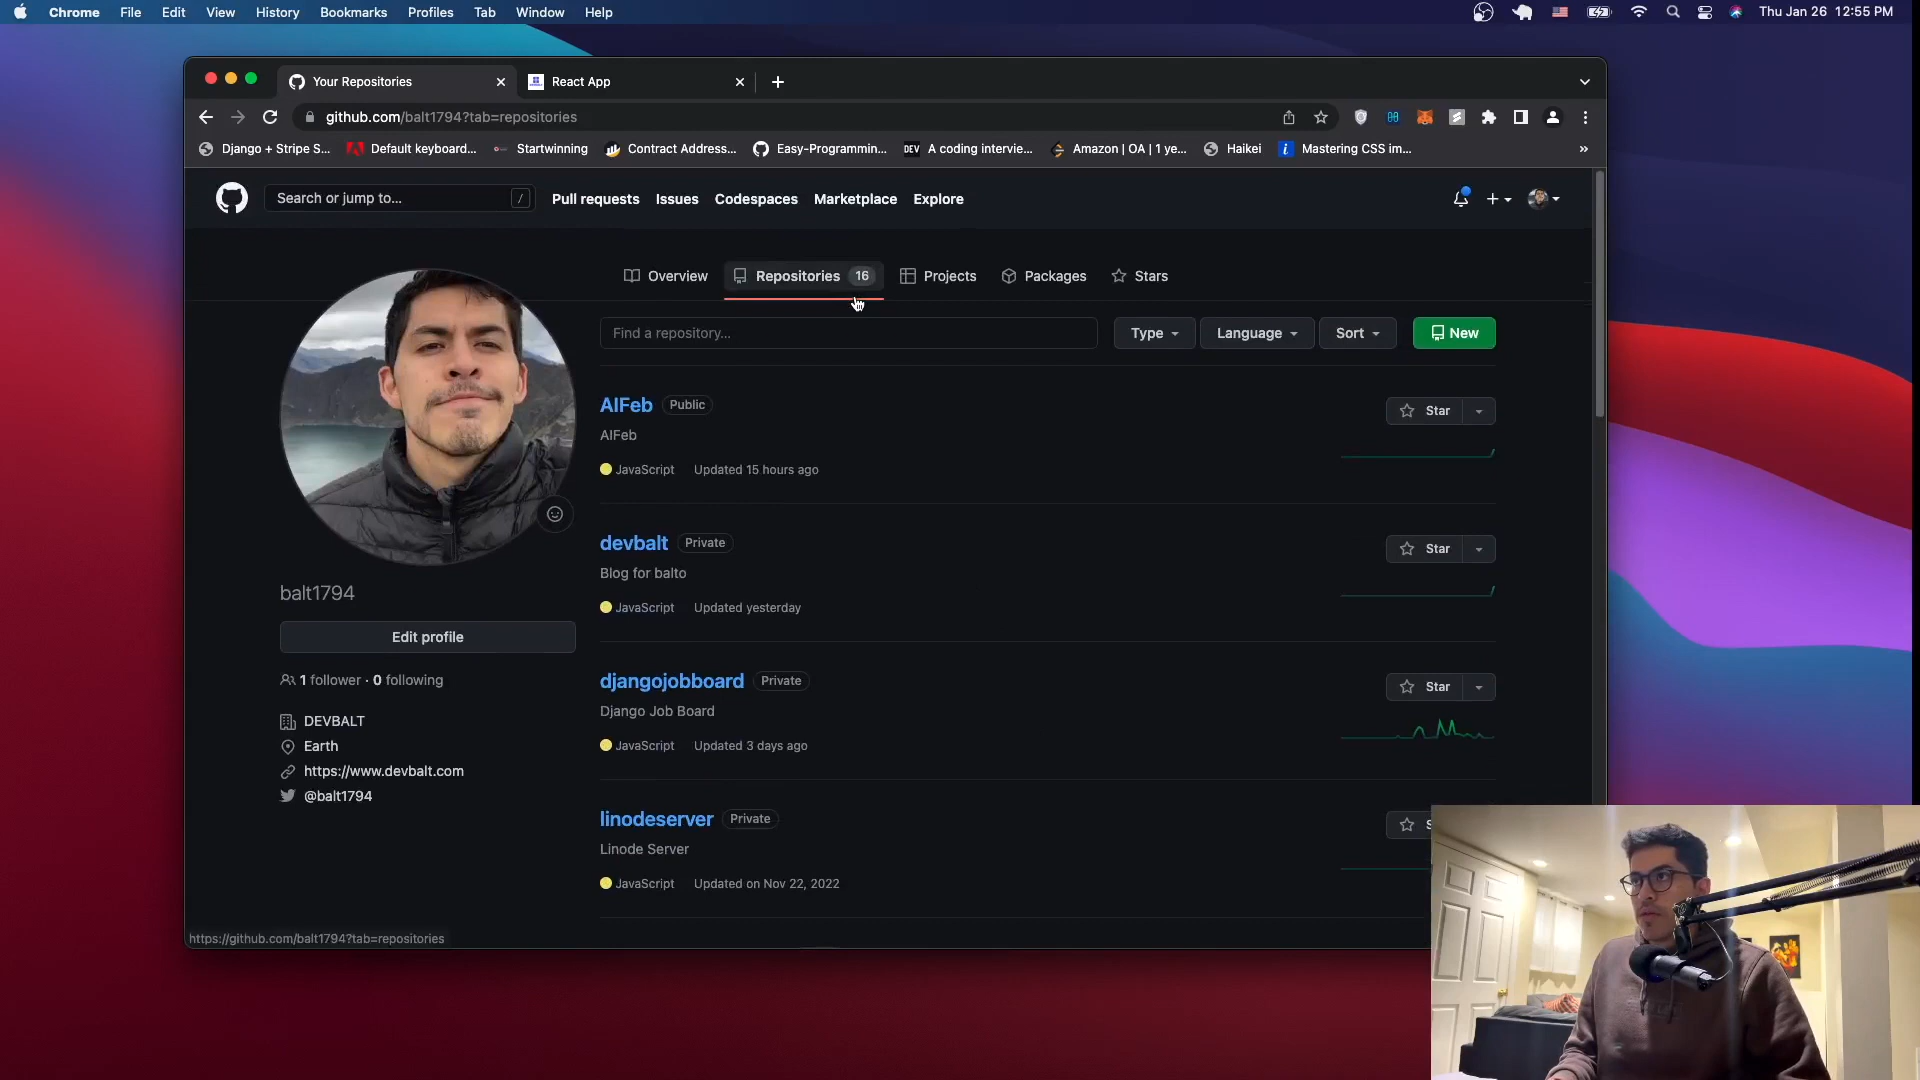 Chrome File Edit View History Bookmarks Profiles Tab Window Help Thu Jan 26 12:55 PM
Your Repositories React App
github.com/balt1794?tab=repositories
Django + Stripe S... Default keyboard... Startwinning Contract Address... Easy-Programmin... DEV A coding intervie... Amazon | OA | 1 ye... Haikei Mastering CSS im... »
Search or jump to... / Pull requests Issues Codespaces Marketplace Explore
Overview Repositories 16 Projects Packages Stars
Find a repository... Type Language Sort New
AIFeb Public Star
AIFeb
JavaScript Updated 15 hours ago
devbalt Private Star
Blog for balto
JavaScript Updated yesterday
balt1794
Edit profile
1 follower · 0 following
DEVBALT
Earth
https://www.devbalt.com
@balt1794
djangojobboard Private Star
Django Job Board
JavaScript Updated 3 days ago
linodeserver Private
Linode Server
JavaScript Updated on Nov 22, 2022
https://github.com/balt1794?tab=repositories